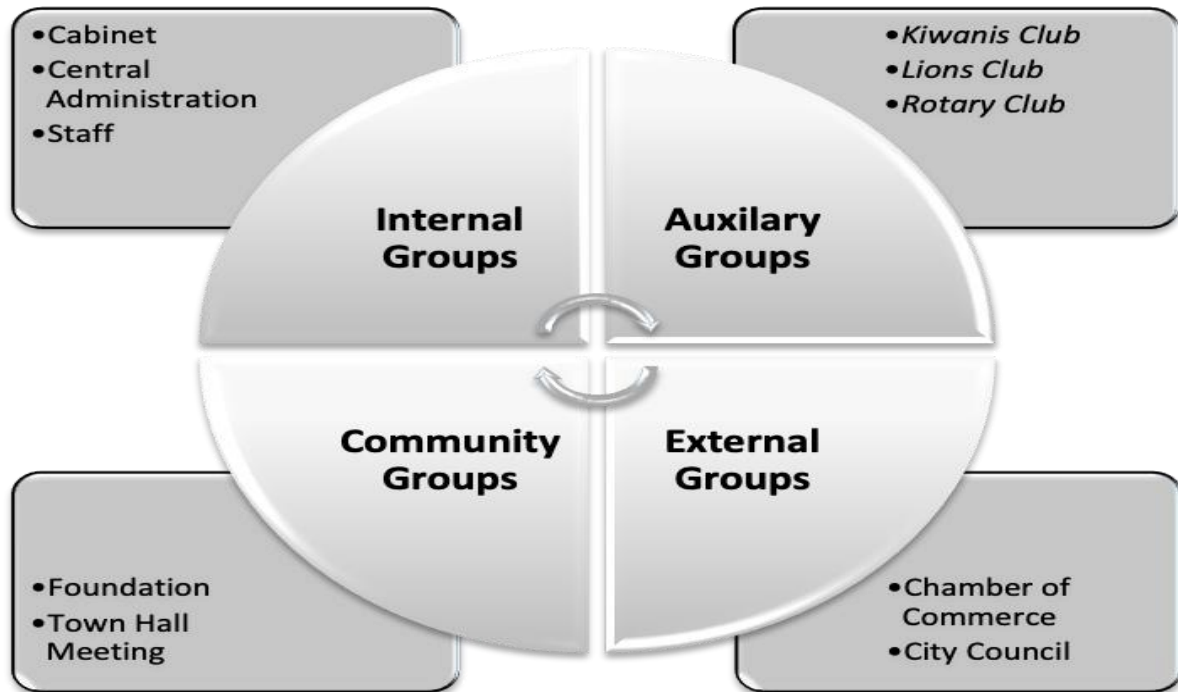 •Cabinet
•Central
Administration
•Staff
•Kiwanis Club
•Lions Club
•Rotary Club
Internal
Groups
Auxilary
Groups
Community
Groups
External
Groups
•Foundation
•Town Hall
Meeting
•Chamber of
Commerce
•City Council